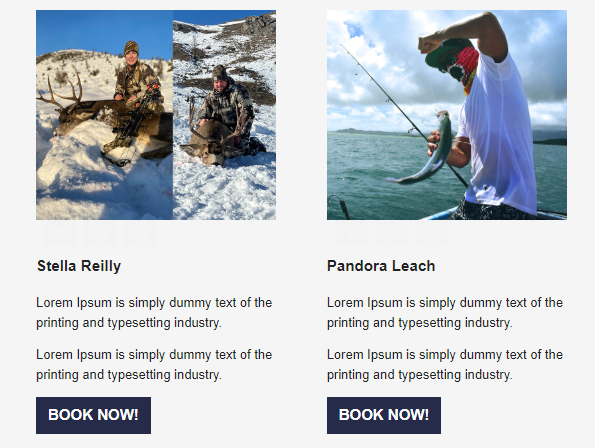 Stella Reilly
Lorem Ipsum is simply dummy text of the
printing and typesetting industry.
Lorem Ipsum is simply dummy text of the
printing and typesetting industry.
BOOK NOW!
Pandora Leach
Lorem Ipsum is simply dummy text of the
printing and typesetting industry.
Lorem Ipsum is simply dummy text of the
printing and typesetting industry.
BOOK NOW!